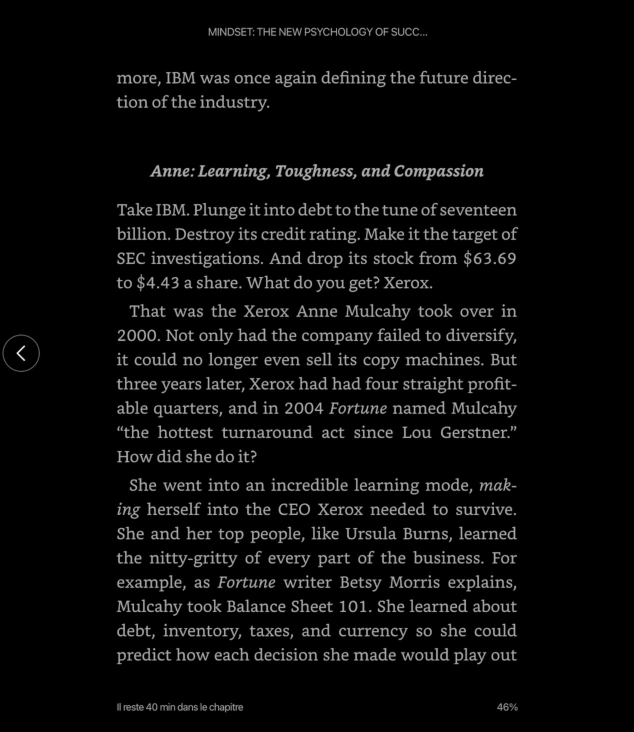 MINDSET: THE NEW PSYCHOLOGY OF SUCC...
more, IBM was once again defining the future direc-
tion of the industry.
Anne: Learning, Toughness, and Compassion
Take IBM. Plunge it into debt to the tune of seventeen
billion. Destroy its credit rating. Make it the target of
SEC investigations. And drop its stock from $63.69
to $4.43 a share. What do you get? Xerox.
That was the Xerox Anne Mulcahy took over in
2000. Not only had the company failed to diversify,
it could no longer even sell its copy machines. But
three years later, Xerox had had four straight profit-
able quarters, and in 2004 Fortune named Mulcahy
“the hottest turnaround act since Lou Gerstner.”
How did she do it?
She went into an incredible learning mode, mak-
ing herself into the CEO Xerox needed to survive.
She and her top people, like Ursula Burns, learned
the nitty-gritty of every part of the business. For
example, as Fortune writer Betsy Morris explains,
Mulcahy took Balance Sheet 101. She learned about
debt, inventory, taxes, and currency so she could
predict how each decision she made would play out
Il reste 40 min dans le chapitre
46%